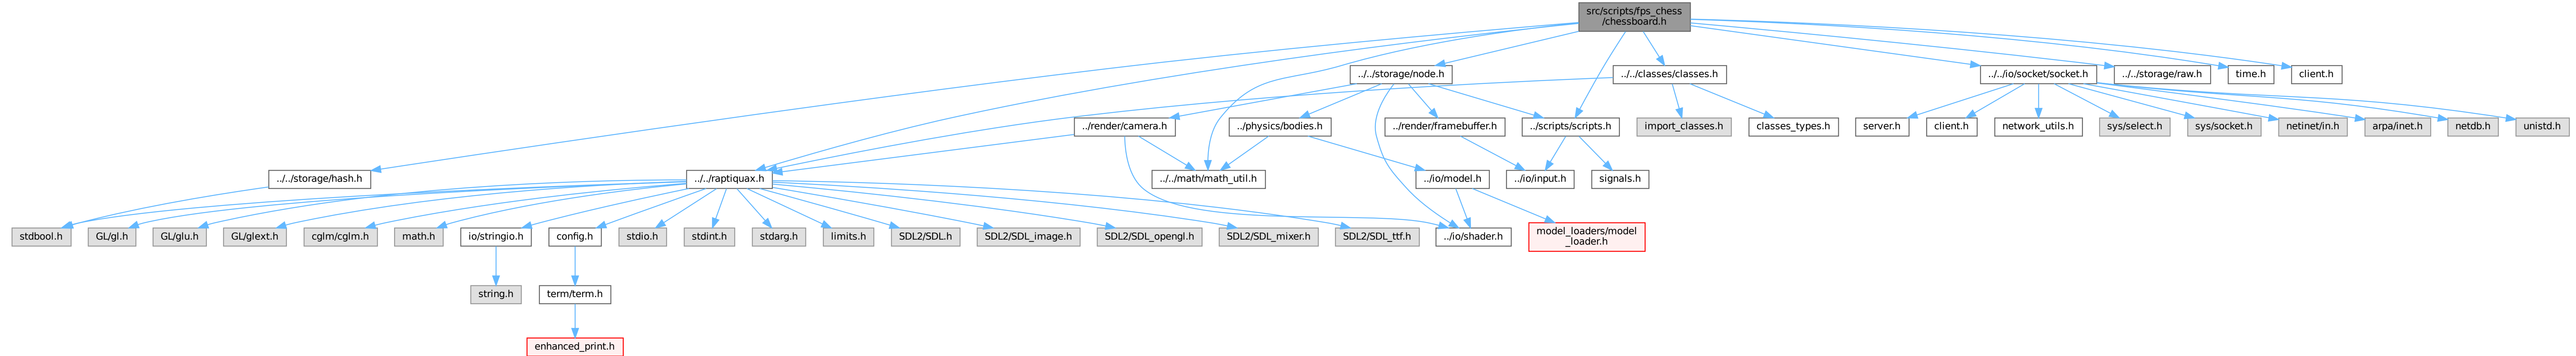 src/scripts/fps_chess
/chessboard.h
../../storage/node.h
../../classes/classes.h
../../io/socket/socket.h
../../storage/raw.h
time.h
client.h
../render/camera.h
../physics/bodies.h
../render/framebuffer.h
../scripts/scripts.h
import_classes.h
classes_types.h
server.h
client.h
network_utils.h
sys/select.h
sys/socket.h
netinet/in.h
arpa/inet.h
netdb.h
unistd.h
../../storage/hash.h
../../raptiquax.h
../../math/math_util.h
../io/model.h
../io/input.h
signals.h
stdbool.h
GL/gl.h
GL/glu.h
GL/glext.h
cglm/cglm.h
math.h
io/stringio.h
config.h
stdio.h
stdint.h
stdarg.h
limits.h
SDL2/SDL.h
SDL2/SDL_image.h
SDL2/SDL_opengl.h
SDL2/SDL_mixer.h
SDL2/SDL_ttf.h
../io/shader.h
model_loaders/model
_loader.h
string.h
term/term.h
enhanced_print.h